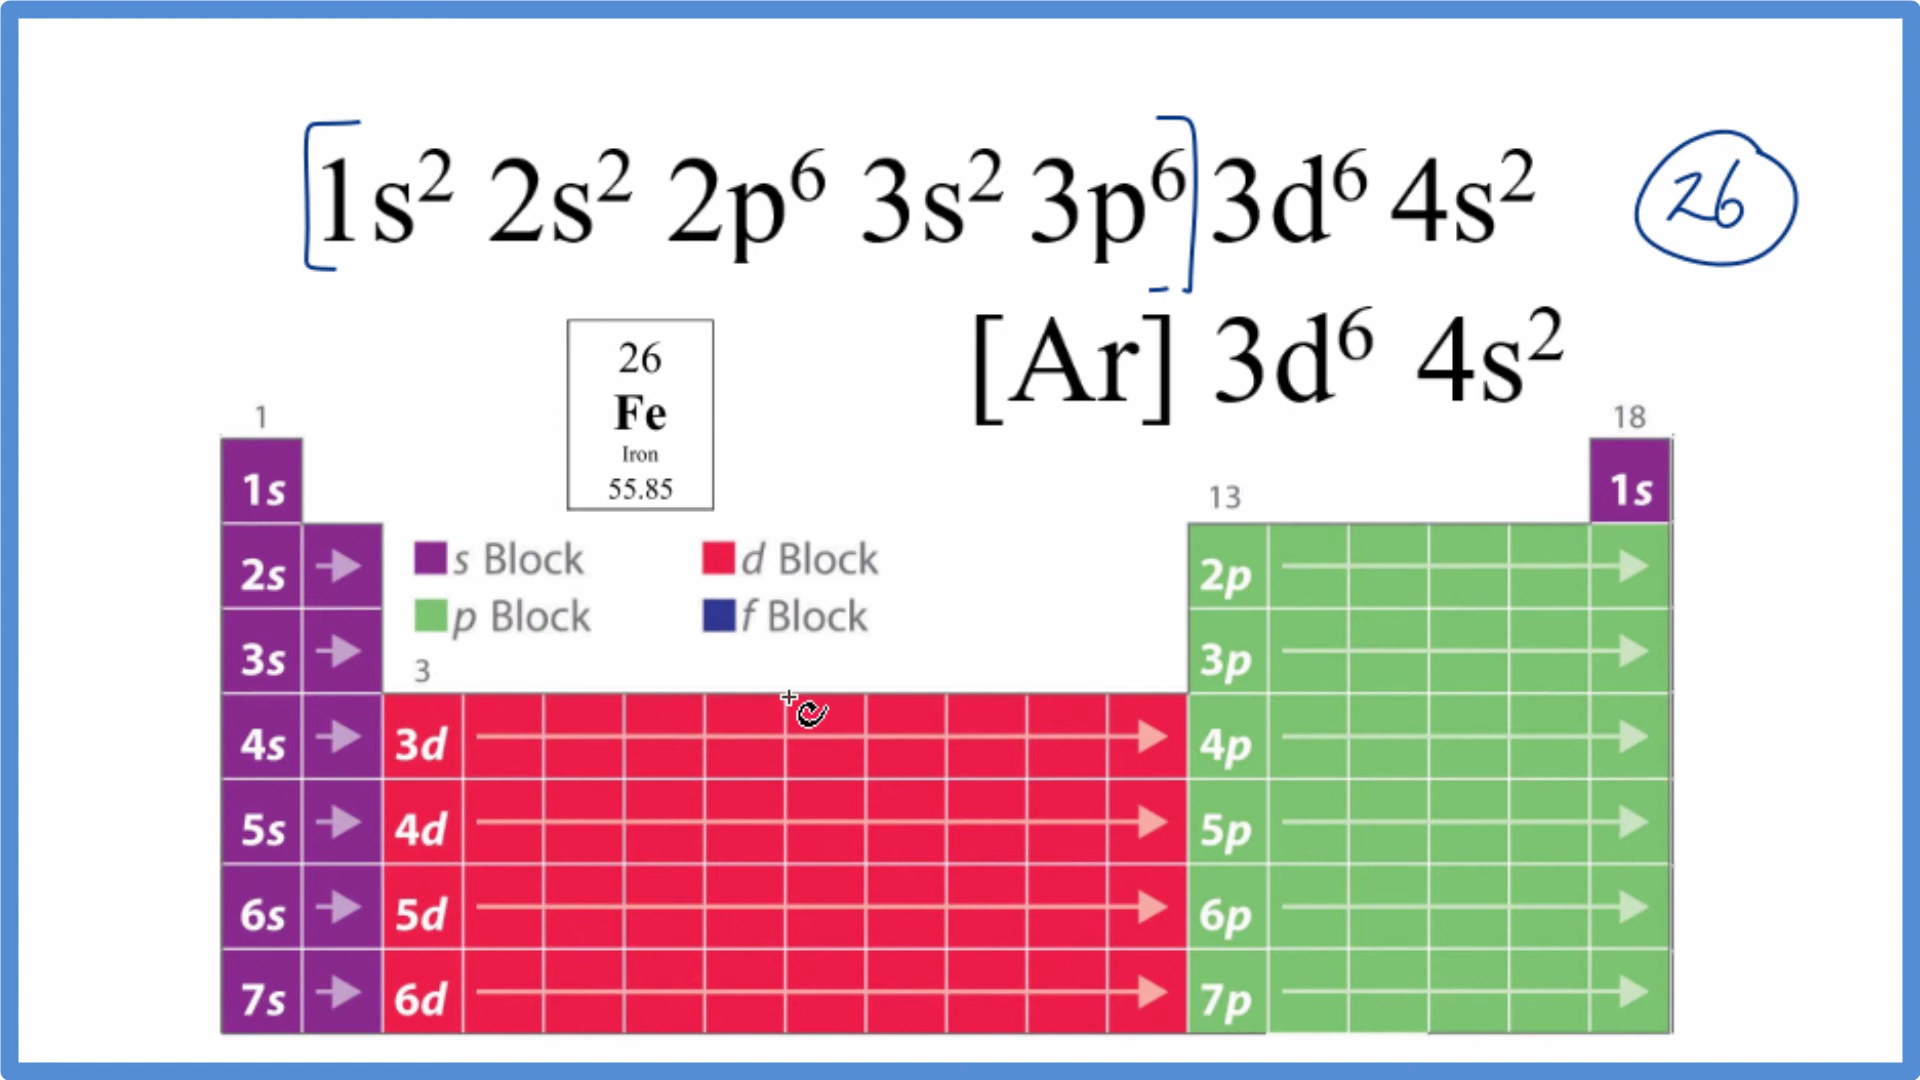 [1s² 2s² 2p⁶ 3s² 3p⁶] 3d⁶ 4s² 26
[Ar] 3d⁶ 4s²
26
Fe
Iron
55.85
1 18
1s 13 1s
s Block d Block
2s 2p
p Block f Block
3s 3 3p
4s 3d 4p
5s 4d 5p
6s 5d 6p
7s 6d 7p